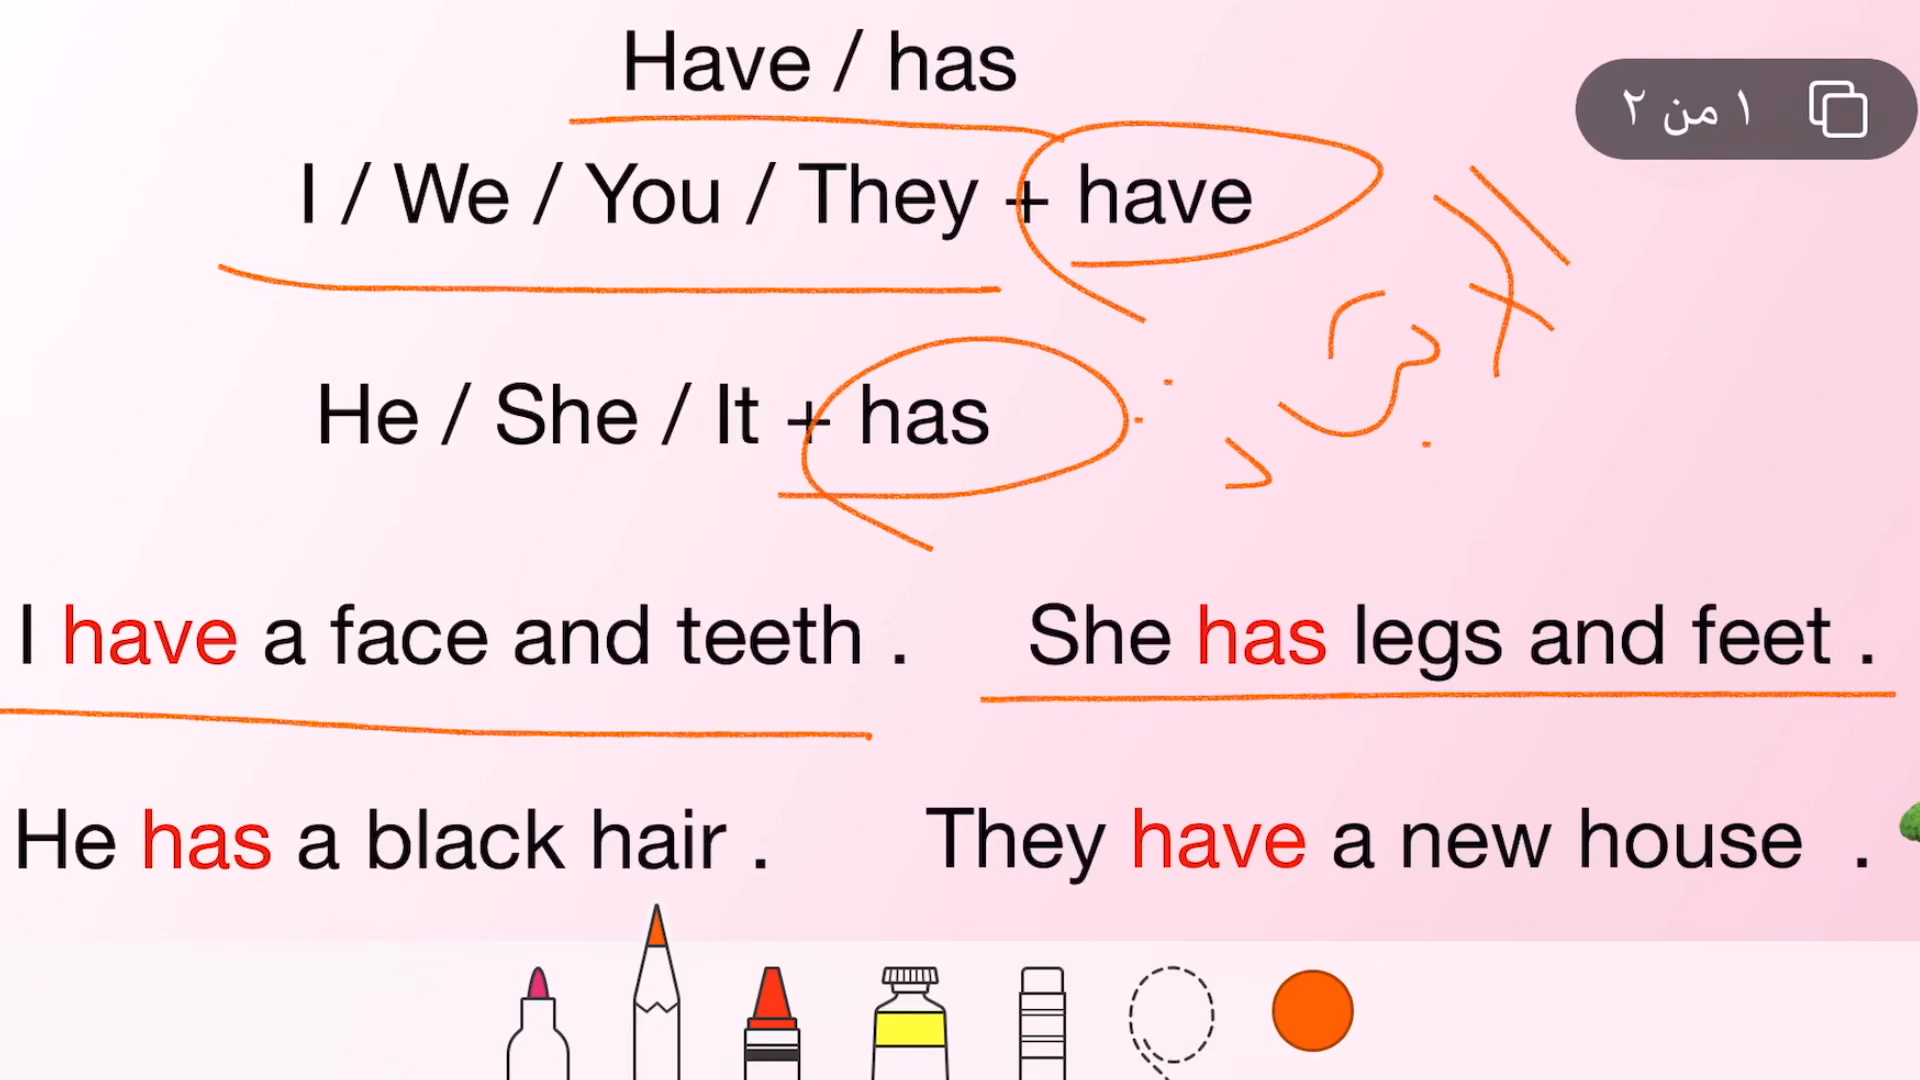 Have / has
١ من ٢
I / We / You / They + have
He / She / It + has
I have a face and teeth .
She has legs and feet .
He has a black hair .
They have a new house .